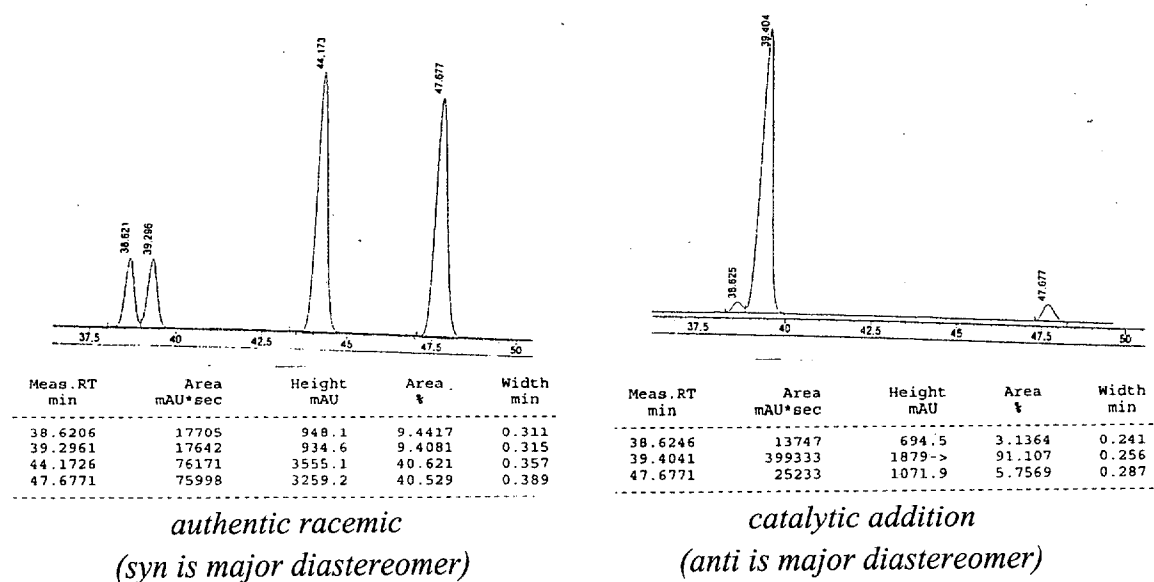 38.621
39.296
44.173
47.677
37.5 40 42.5 45 47.5 50
Meas.RT Area Height Area Width
min mAU*sec mAU % min
38.6206 17705 948.1 9.4417 0.311
39.2961 17642 934.6 9.4081 0.315
44.1726 76171 3555.1 40.621 0.357
47.6771 75998 3259.2 40.529 0.389
authentic racemic
(syn is major diastereomer)
38.625
39.404
47.677
37.5 40 42.5 45 47.5 50
Meas.RT Area Height Area Width
min mAU*sec mAU % min
38.6246 13747 694.5 3.1364 0.241
39.4041 399333 1879-> 91.107 0.256
47.6771 25233 1071.9 5.7569 0.287
catalytic addition
(anti is major diastereomer)